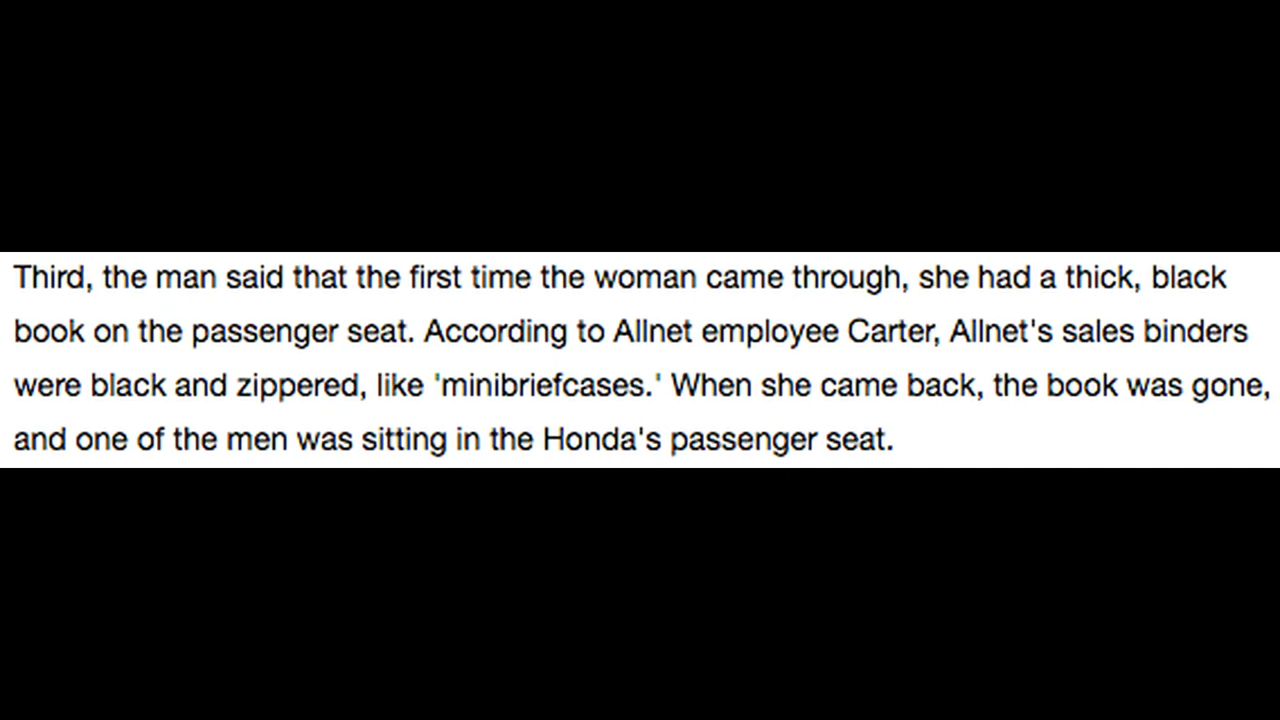 Third, the man said that the first time the woman came through, she had a thick, black
book on the passenger seat. According to Allnet employee Carter, Allnet's sales binders
were black and zippered, like 'minibriefcases.' When she came back, the book was gone,
and one of the men was sitting in the Honda's passenger seat.